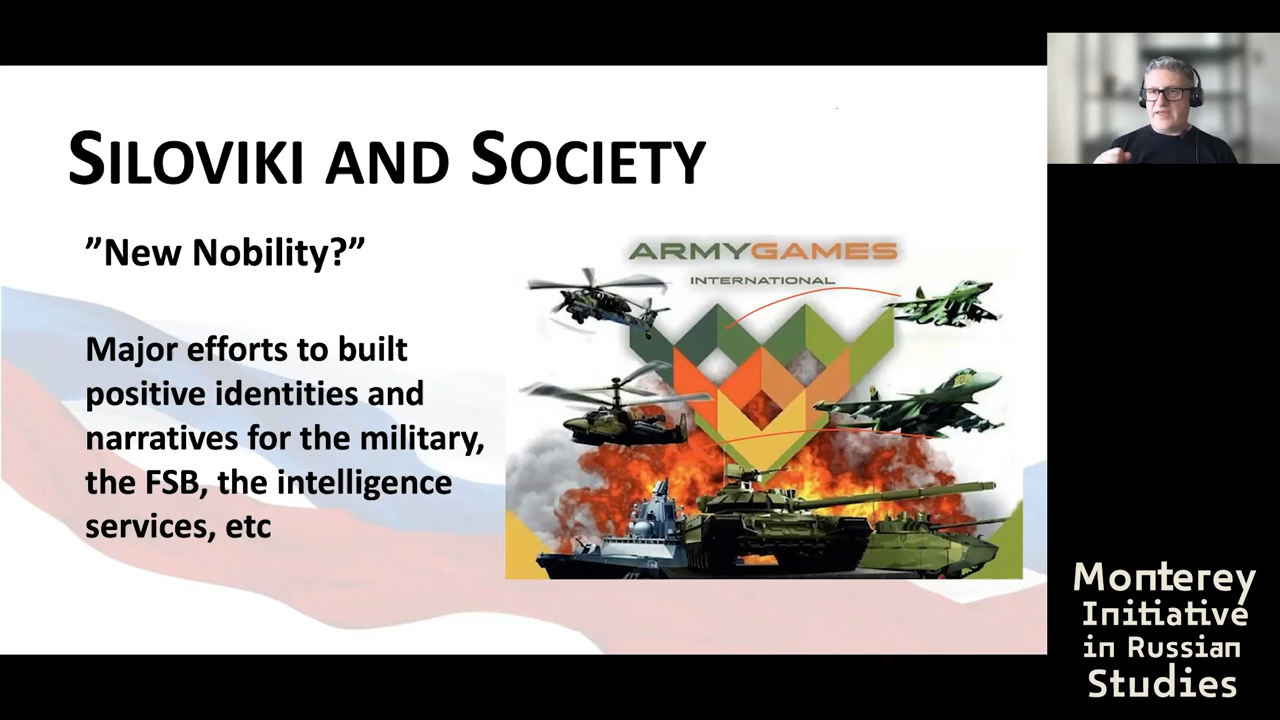 SILOVIKI AND SOCIETY
”New Nobility?”
Major efforts to built
positive identities and
narratives for the military,
the FSB, the intelligence
services, etc
ARMYGAMES
INTERNATIONAL
417
Monterey
Initiative
in Russian
Studies